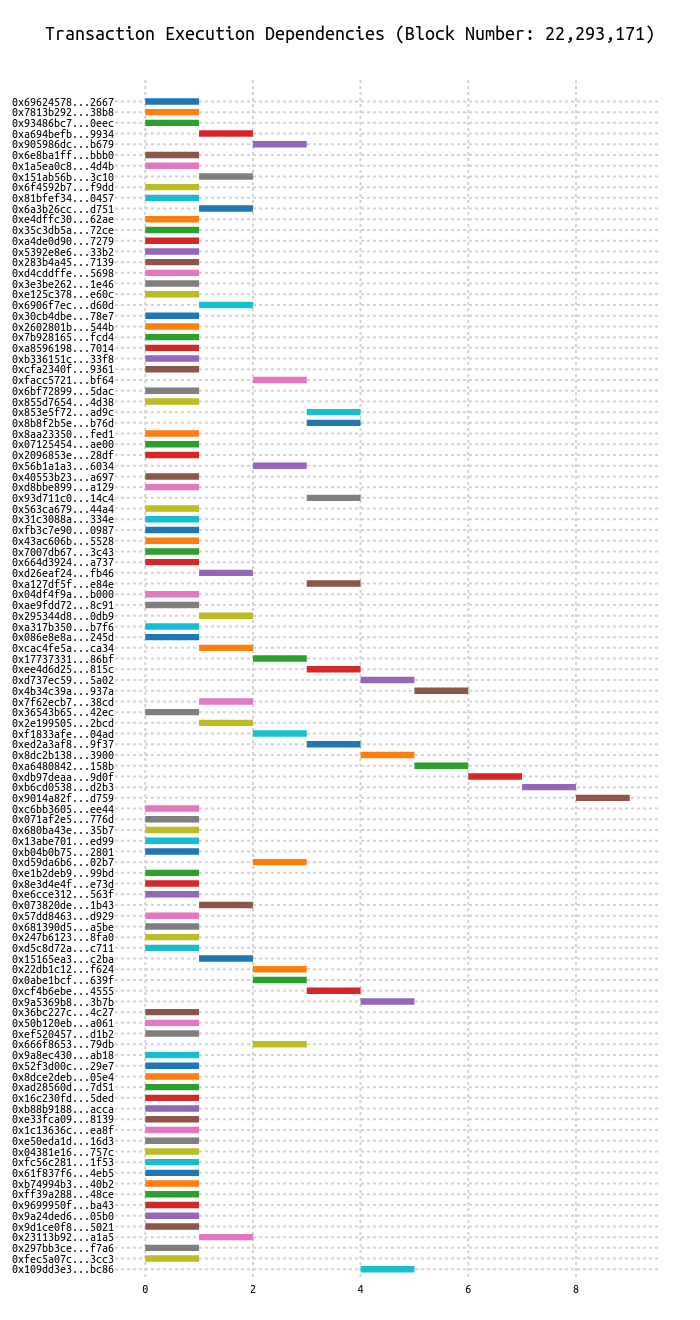 Transaction Execution Dependencies (Block Number: 22,293,171)
0x69624578...2667
0x7813b292...38b8
0x93486bc7...0eec
0xa694befb...9934
0x905986dc...b679
0x6e8ba1ff...bbb0
0x1a5ea0c8...4d4b
0x151ab56b...3c10
0x6f4592b7...f9dd
0x81bfef34...0457
0x6a3b26cc...d751
0xe4dffc30...62ae
0x35c3db5a...72ce
0xa4de0d90...7279
0x5392e8e6...33b2
0x283b4a45...7139
0xd4cddffe...5698
0x3e3be262...1e46
0xe125c378...e60c
0x6906f7ec...d60d
0x30cb4dbe...78e7
0x2602801b...544b
0x7b928165...fcd4
0xa8596198...7014
0xb336151c...33f8
0xcfa2340f...9361
0xfacc5721...bf64
0x6bf72899...5dac
0x855d7654...4d38
0x853e5f72...ad9c
0x8b8f2b5e...b76d
0x8aa23350...fed1
0x07125454...ae00
0x2096853e...28df
0x56b1a1a3...6034
0x40553b23...a697
0xd8bbe899...a129
0x93d711c0...14c4
0x563ca679...44a4
0x31c3088a...334e
0xfb3c7e90...0987
0x43ac606b...5528
0x7007db67...3c43
0x664d3924...a737
0xd26eaf24...fb46
0xa127df5f...e84e
0x04df4f9a...b000
0xae9fdd72...8c91
0x295344d8...0db9
0xa317b350...b7f6
0x086e8e8a...245d
0xcac4fe5a...ca34
0x17737331...86bf
0xee4d6d25...815c
0xd737ec59...5a02
0x4b34c39a...937a
0x7f62ecb7...38cd
0x36543b65...42ec
0x2e199505...2bcd
0xf1833afe...04ad
0xed2a3af8...9f37
0x8dc2b138...3900
0xa6480842...158b
0xdb97deaa...9d0f
0xb6cd0538...d2b3
0x9014a82f...d759
0xc6bb3605...ee44
0x071af2e5...776d
0x680ba43e...35b7
0x13abe701...ed99
0xb04b0b75...2801
0xd59da6b6...02b7
0xe1b2deb9...99bd
0x8e3d4e4f...e73d
0xe6cce312...563f
0x073820de...1b43
0x57dd8463...d929
0x681390d5...a5be
0x247b6123...8fa0
0xd5c8d72a...c711
0x15165ea3...c2ba
0x22db1c12...f624
0x0abe1bcf...639f
0xcf4b6ebe...4555
0x9a5369b8...3b7b
0x36bc227c...4c27
0x50b120eb...a061
0xef520457...d1b2
0x666f8653...79db
0x9a8ec430...ab18
0x52f3d00c...29e7
0x8dce2deb...05e4
0xad28560d...7d51
0x16c230fd...5ded
0xb88b9188...acca
0xe33fca09...8139
0x1c13636c...ea8f
0xe50eda1d...16d3
0x04381e16...757c
0xfc56c281...1f53
0x61f837f6...4eb5
0xb74994b3...40b2
0xff39a288...48ce
0x9699950f...ba43
0x9a24ded6...05b0
0x9d1ce0f8...5021
0x23113b92...a1a5
0x297bb3ce...f7a6
0xfec5a07c...3cc3
0x109dd3e3...bc86
0 2 4 6 8